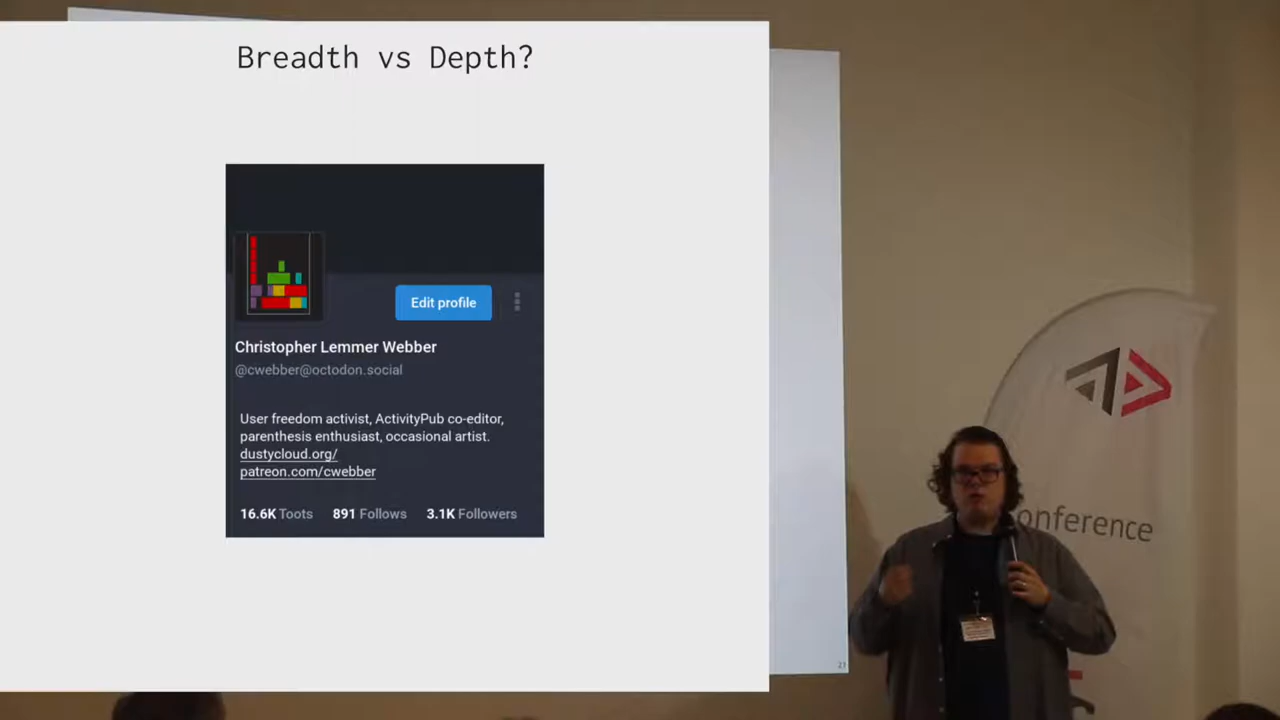 Breadth vs Depth?
Edit profile
Christopher Lemmer Webber
@cwebber@octodon.social
User freedom activist, ActivityPub co-editor,
parenthesis enthusiast, occasional artist.
dustycloud.org/
patreon.com/cwebber
16.6K Toots 891 Follows 3.1K Followers
onference